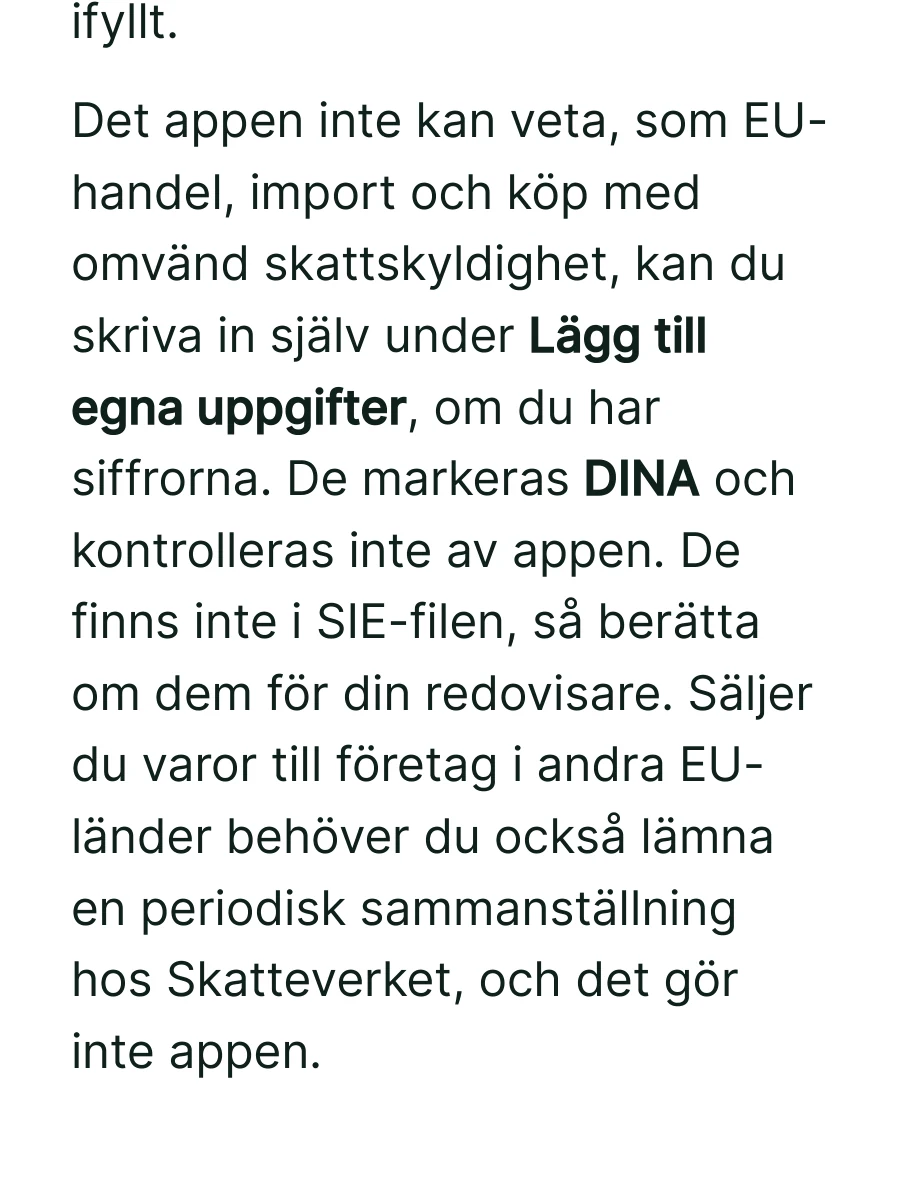 ifyllt.
Det appen inte kan veta, som EU-
handel, import och köp med
omvänd skattskyldighet, kan du
skriva in själv under Lägg till
egna uppgifter, om du har
siffrorna. De markeras DINA och
kontrolleras inte av appen. De
finns inte i SIE-filen, så berätta
om dem för din redovisare. Säljer
du varor till företag i andra EU-
länder behöver du också lämna
en periodisk sammanställning
hos Skatteverket, och det gör
inte appen.